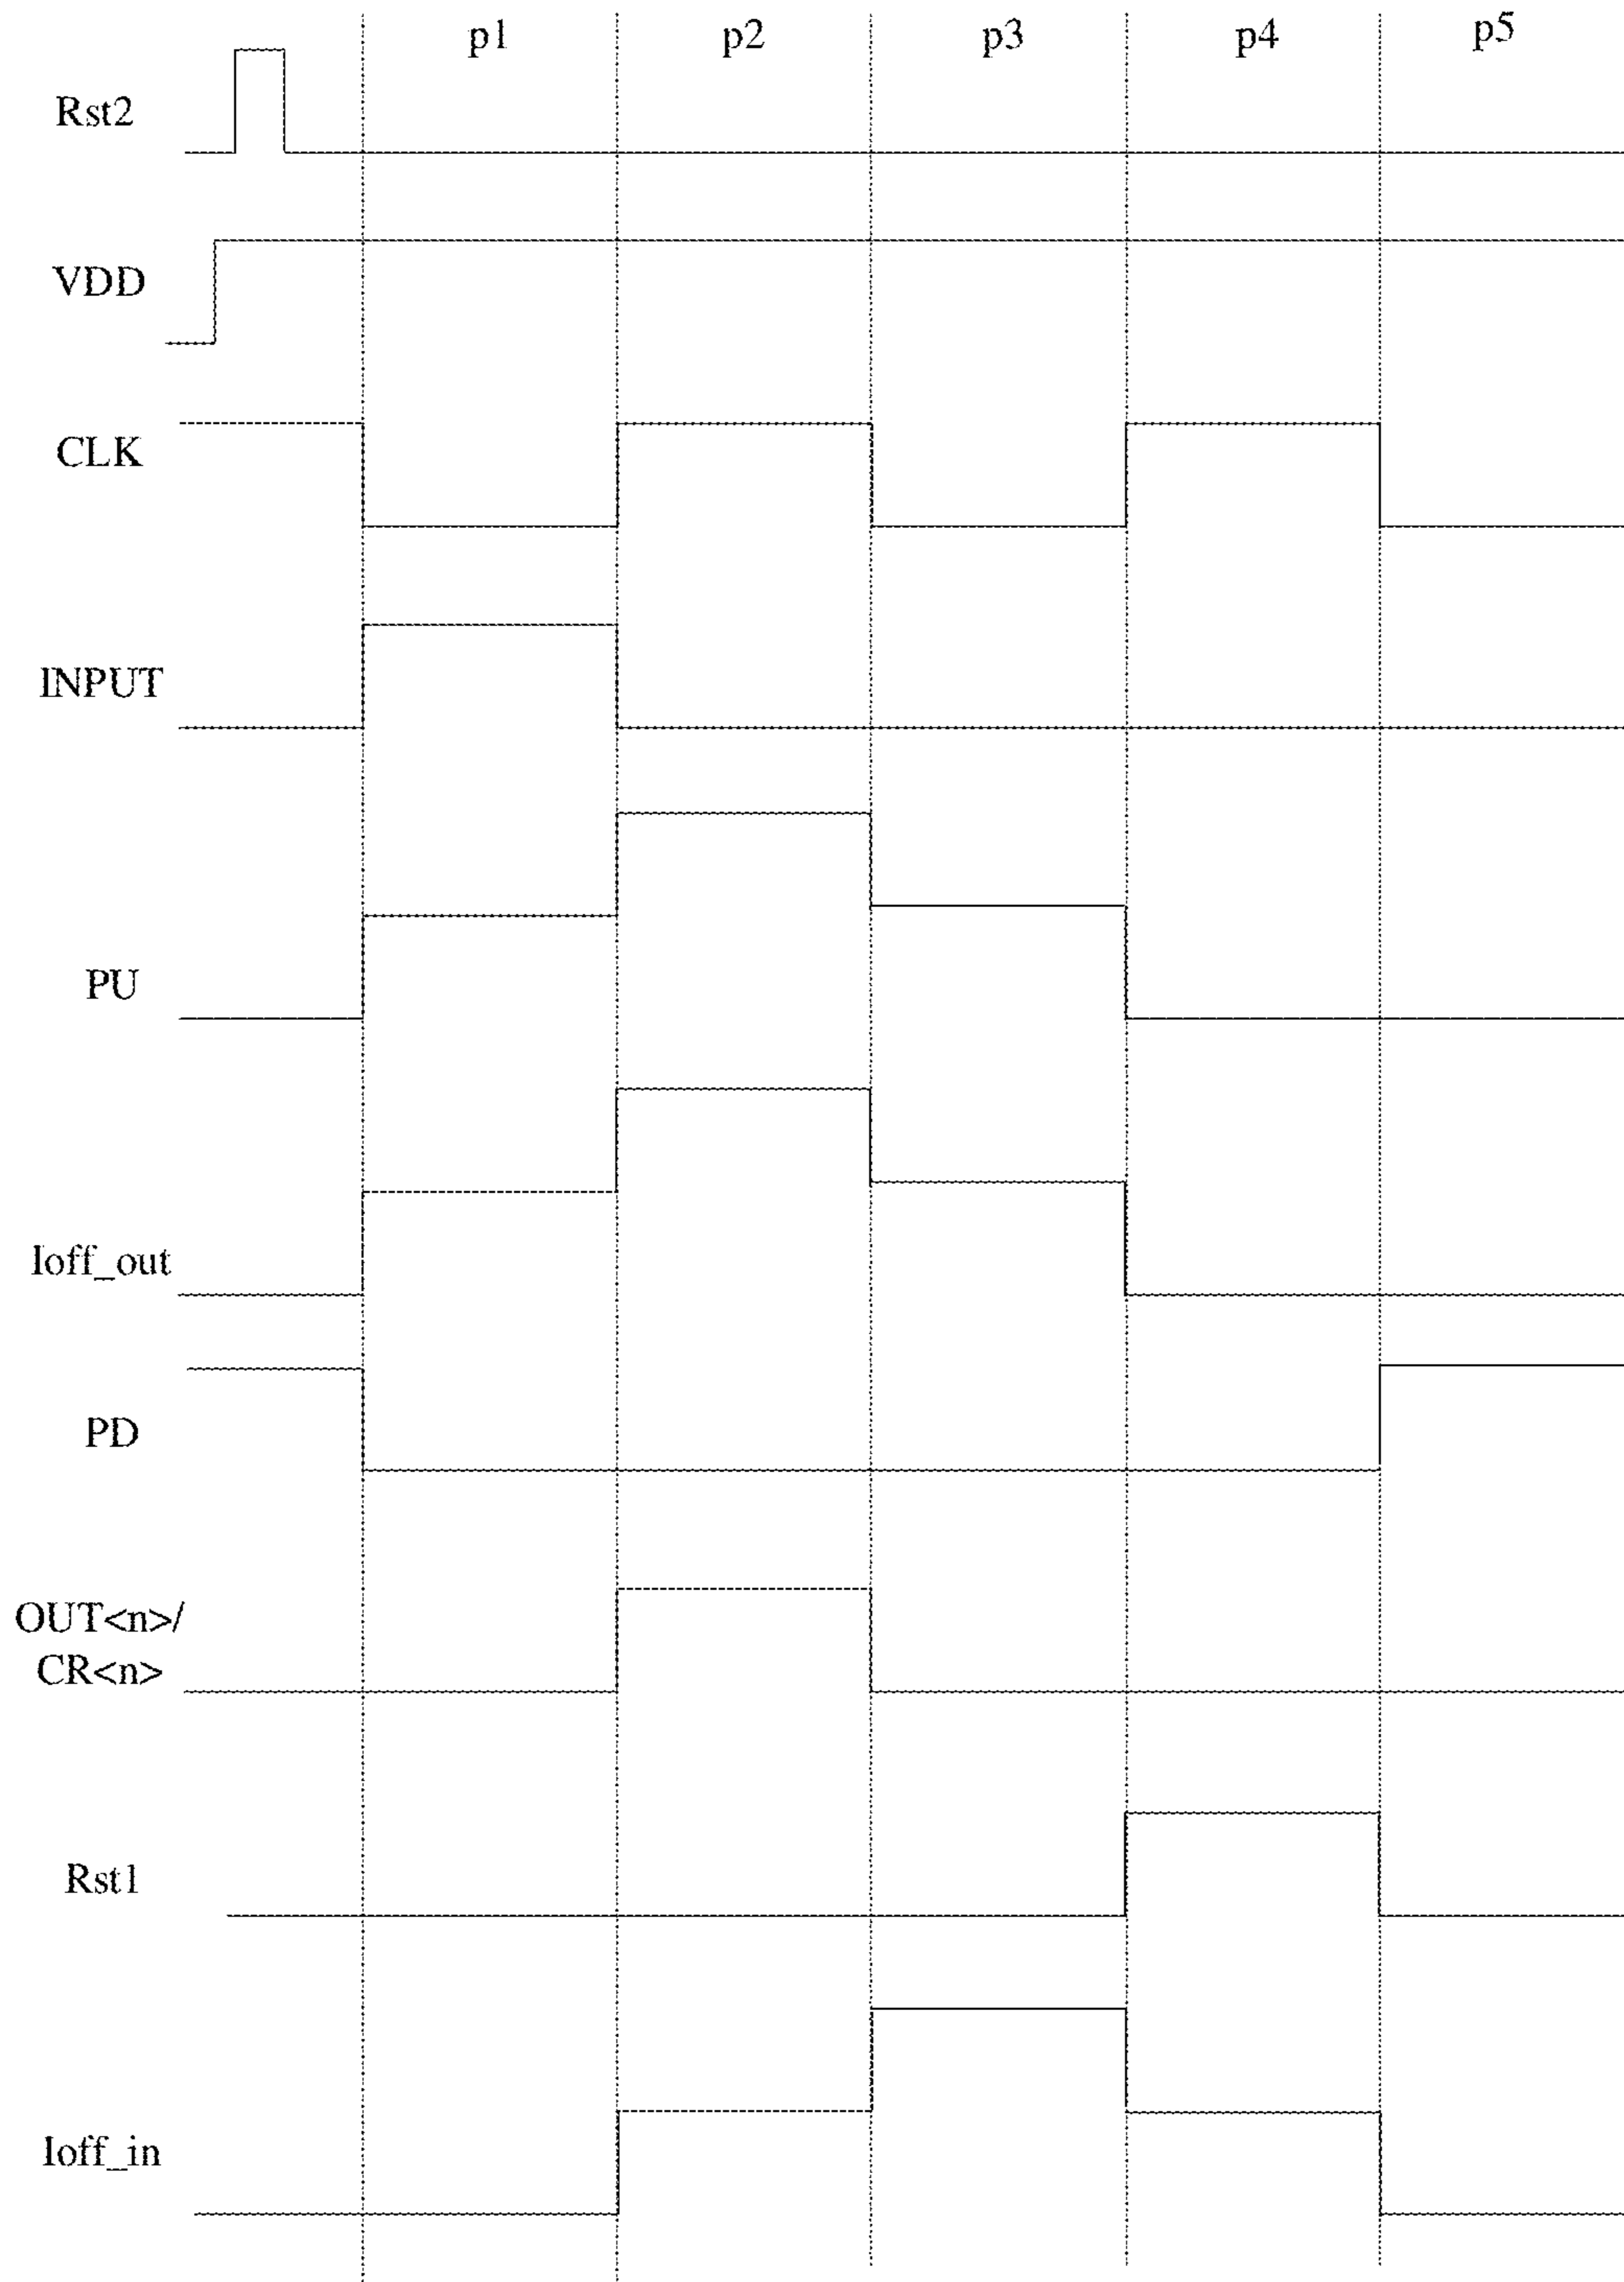 p1 p2 p3 p4 p5
Rst2
VDD
CLK
INPUT
PU
Ioff_out
PD
OUT<n>/
CR<n>
Rst1
Ioff_in